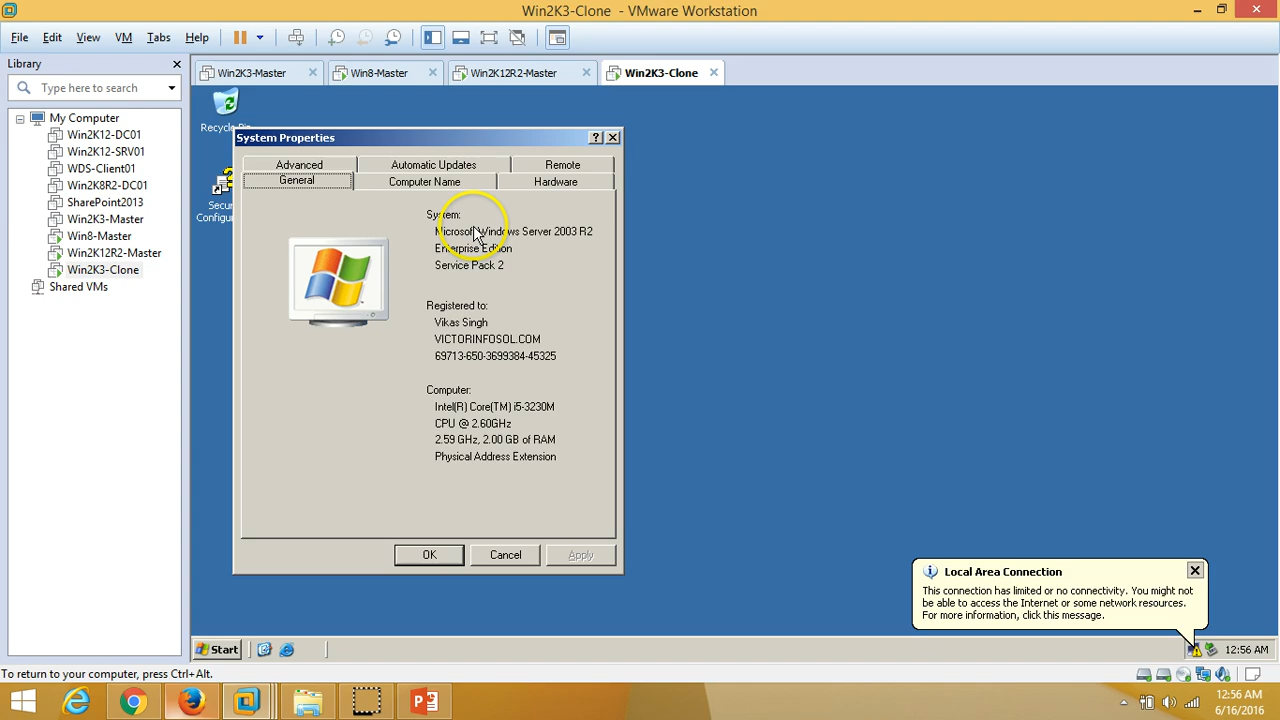 Win2K3-Clone - VMware Workstation
File Edit View VM Tabs Help
Library
Type here to search
My Computer
Win2K12-DC01
Win2K12-SRV01
WDS-Client01
Win2K8R2-DC01
SharePoint2013
Win2K3-Master
Win8-Master
Win2K12R2-Master
Win2K3-Clone
Shared VMs
Win2K3-Master Win8-Master Win2K12R2-Master Win2K3-Clone
Recycle Bin
Secur
Configura
System Properties
Advanced Automatic Updates Remote
General Computer Name Hardware
System:
Microsoft Windows Server 2003 R2
Enterprise Edition
Service Pack 2
Registered to:
Vikas Singh
VICTORINFOSOL.COM
69713-650-3699384-45325
Computer:
Intel(R) Core(TM) i5-3230M
CPU @ 2.60GHz
2.59 GHz, 2.00 GB of RAM
Physical Address Extension
OK Cancel Apply
Local Area Connection
This connection has limited or no connectivity. You might not
be able to access the Internet or some network resources.
For more information, click this message.
Start
12:56 AM
To return to your computer, press Ctrl+Alt.
12:56 AM
6/16/2016